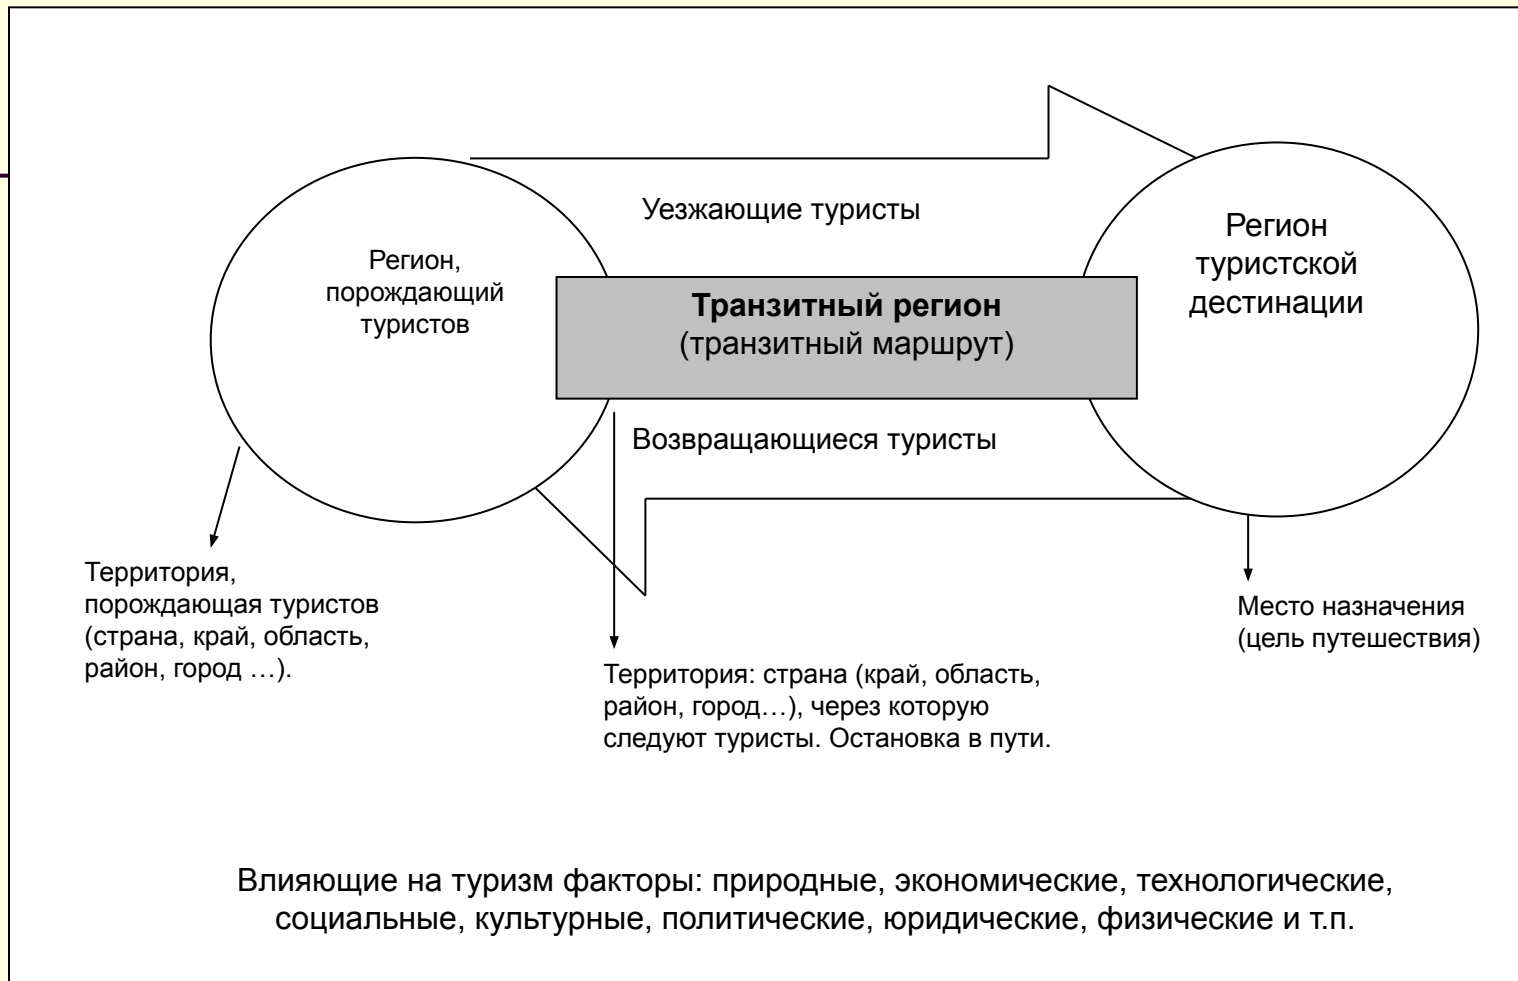 Уезжающие туристы
Регион,
порождающий
туристов
Транзитный регион
(транзитный маршрут)
Регион
туристской
дестинации
Возвращающиеся туристы
Территория,
порождающая туристов
(страна, край, область,
район, город …).
Территория: страна (край, область,
район, город…), через которую
следуют туристы. Остановка в пути.
Место назначения
(цель путешествия)
Влияющие на туризм факторы: природные, экономические, технологические,
социальные, культурные, политические, юридические, физические и т.п.